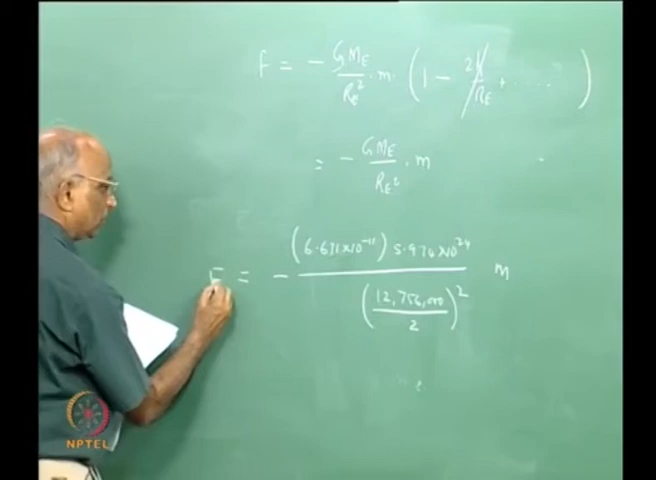 F = - GM_E/R_E² · m · (1 - 2h/R_E + ....)
= - GM_E/R_E² · m
F = - (6.671×10⁻¹¹) 5.974×10²⁴ / (12,756,000/2)² m
NPTEL